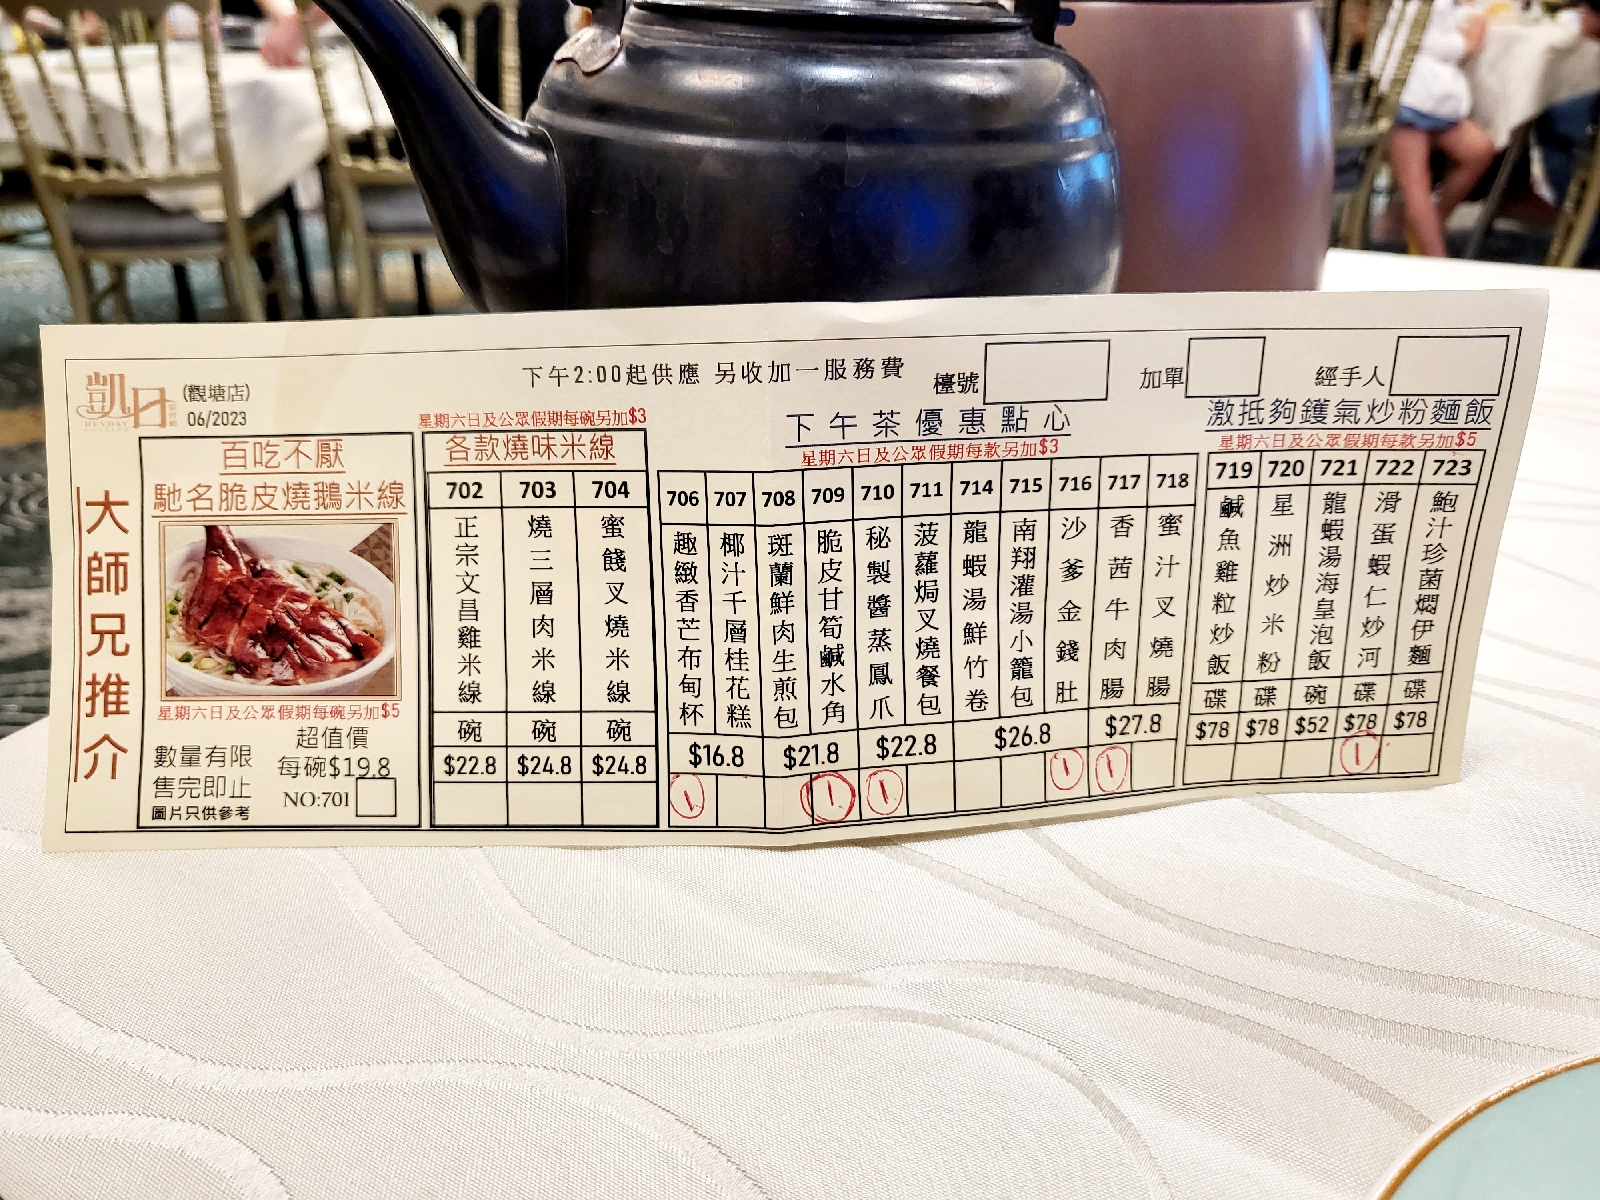 凱日
HEYDAY
(觀塘店)
06/2023
下午2:00起供應 另收加一服務費
檯號
加單
經手人
大師兄推介
百吃不厭
馳名脆皮燒鵝米線
星期六日及公眾假期每碗另加$5
數量有限
售完即止
圖片只供參考
超值價
每碗$19.8
NO:701
星期六日及公眾假期每碗另加$3
各款燒味米線
702 703 704
正宗文昌雞米線
燒三層肉米線
蜜餞叉燒米線
碗 碗 碗
$22.8 $24.8 $24.8
下午茶優惠點心
星期六日及公眾假期每款另加$3
706 707 708 709 710 711 714 715 716 717 718
趣緻香芒布甸杯
椰汁千層桂花糕
斑蘭鮮肉生煎包
脆皮甘筍鹹水角
秘製醬蒸鳳爪
菠蘿焗叉燒餐包
龍蝦湯鮮竹卷
南翔灌湯小籠包
沙爹金錢肚
香茜牛肉腸
蜜汁叉燒腸
$16.8 $21.8 $22.8 $26.8 $27.8
1 1 1 1 1
激抵夠鑊氣炒粉麵飯
星期六日及公眾假期每款另加$5
719 720 721 722 723
鹹魚雞粒炒飯
星洲炒米粉
龍蝦湯海皇泡飯
滑蛋蝦仁炒河
鮑汁珍菌燜伊麵
碟 碟 碗 碟 碟
$78 $78 $52 $78 $78
1